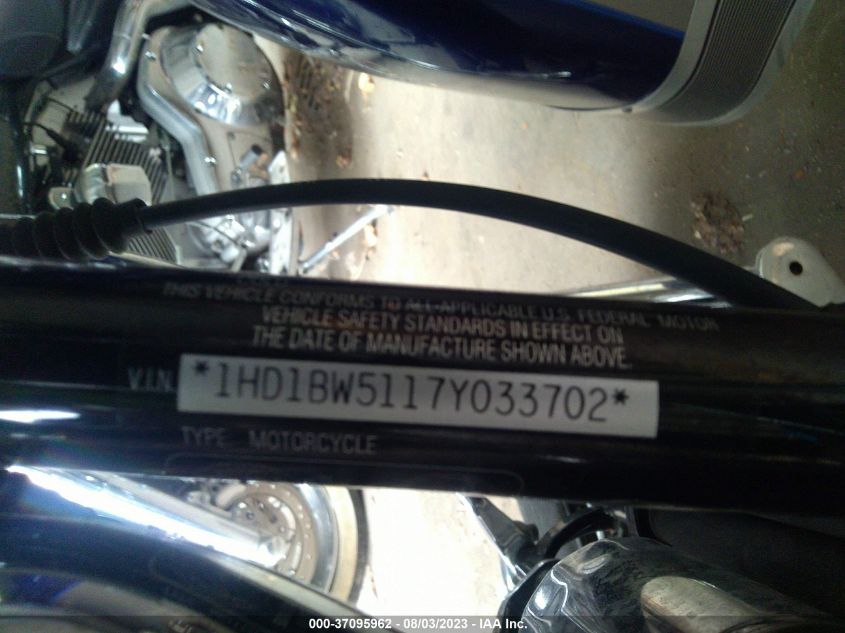 THIS VEHICLE CONFORMS TO ALL APPLICABLE U.S. FEDERAL MOTOR
VEHICLE SAFETY STANDARDS IN EFFECT ON
THE DATE OF MANUFACTURE SHOWN ABOVE.
V.I.N. *1HD1BW5117Y033702*
TYPE MOTORCYCLE
000-37095962 - 08/03/2023 - IAA Inc.